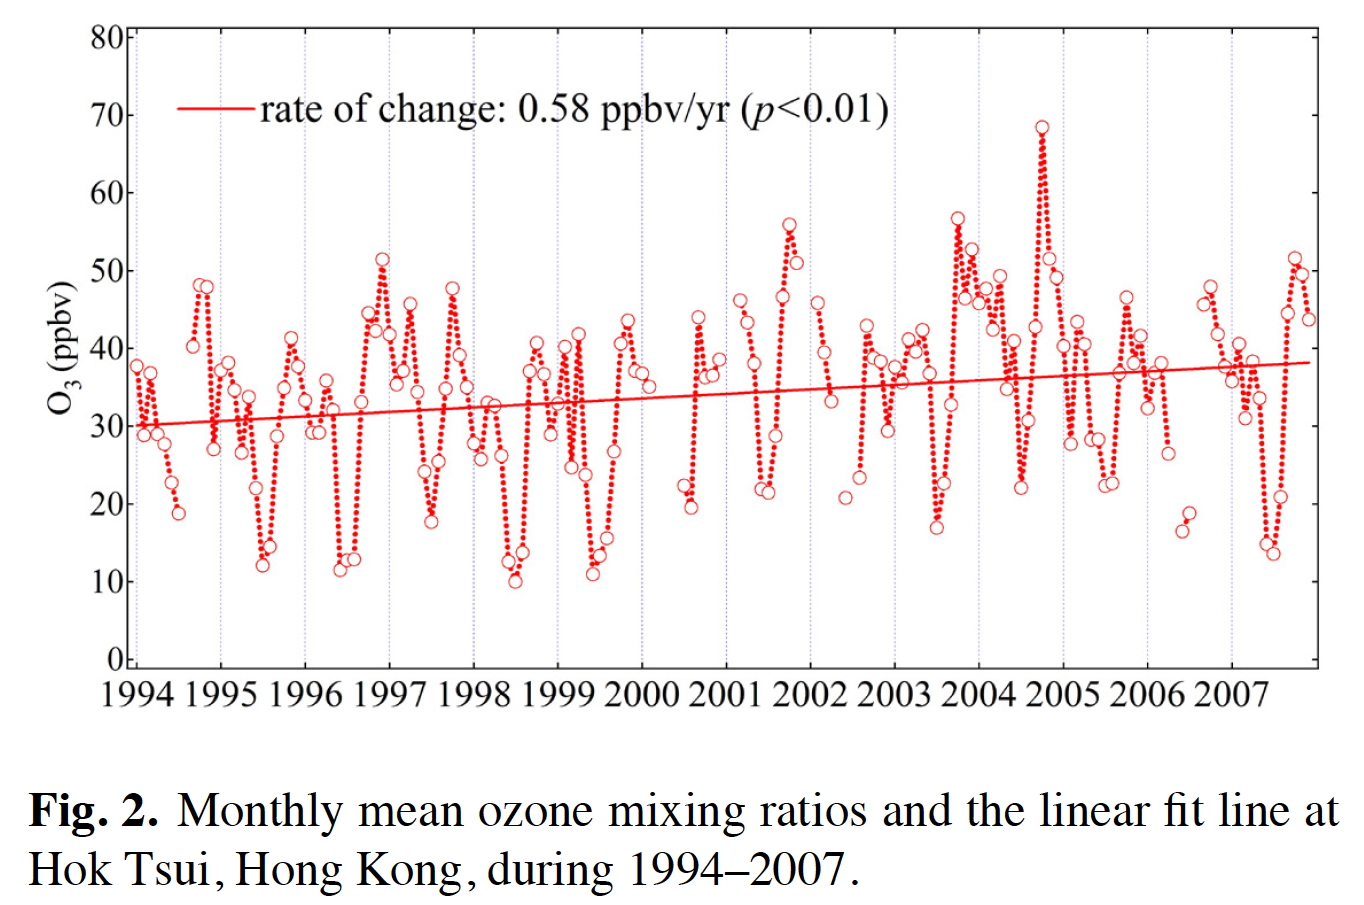 80
70
60
50
40
30
20
10
0
O3 (ppbv)
rate of change: 0.58 ppbv/yr (p<0.01)
1994 1995 1996 1997 1998 1999 2000 2001 2002 2003 2004 2005 2006 2007
Fig. 2. Monthly mean ozone mixing ratios and the linear fit line at
Hok Tsui, Hong Kong, during 1994–2007.